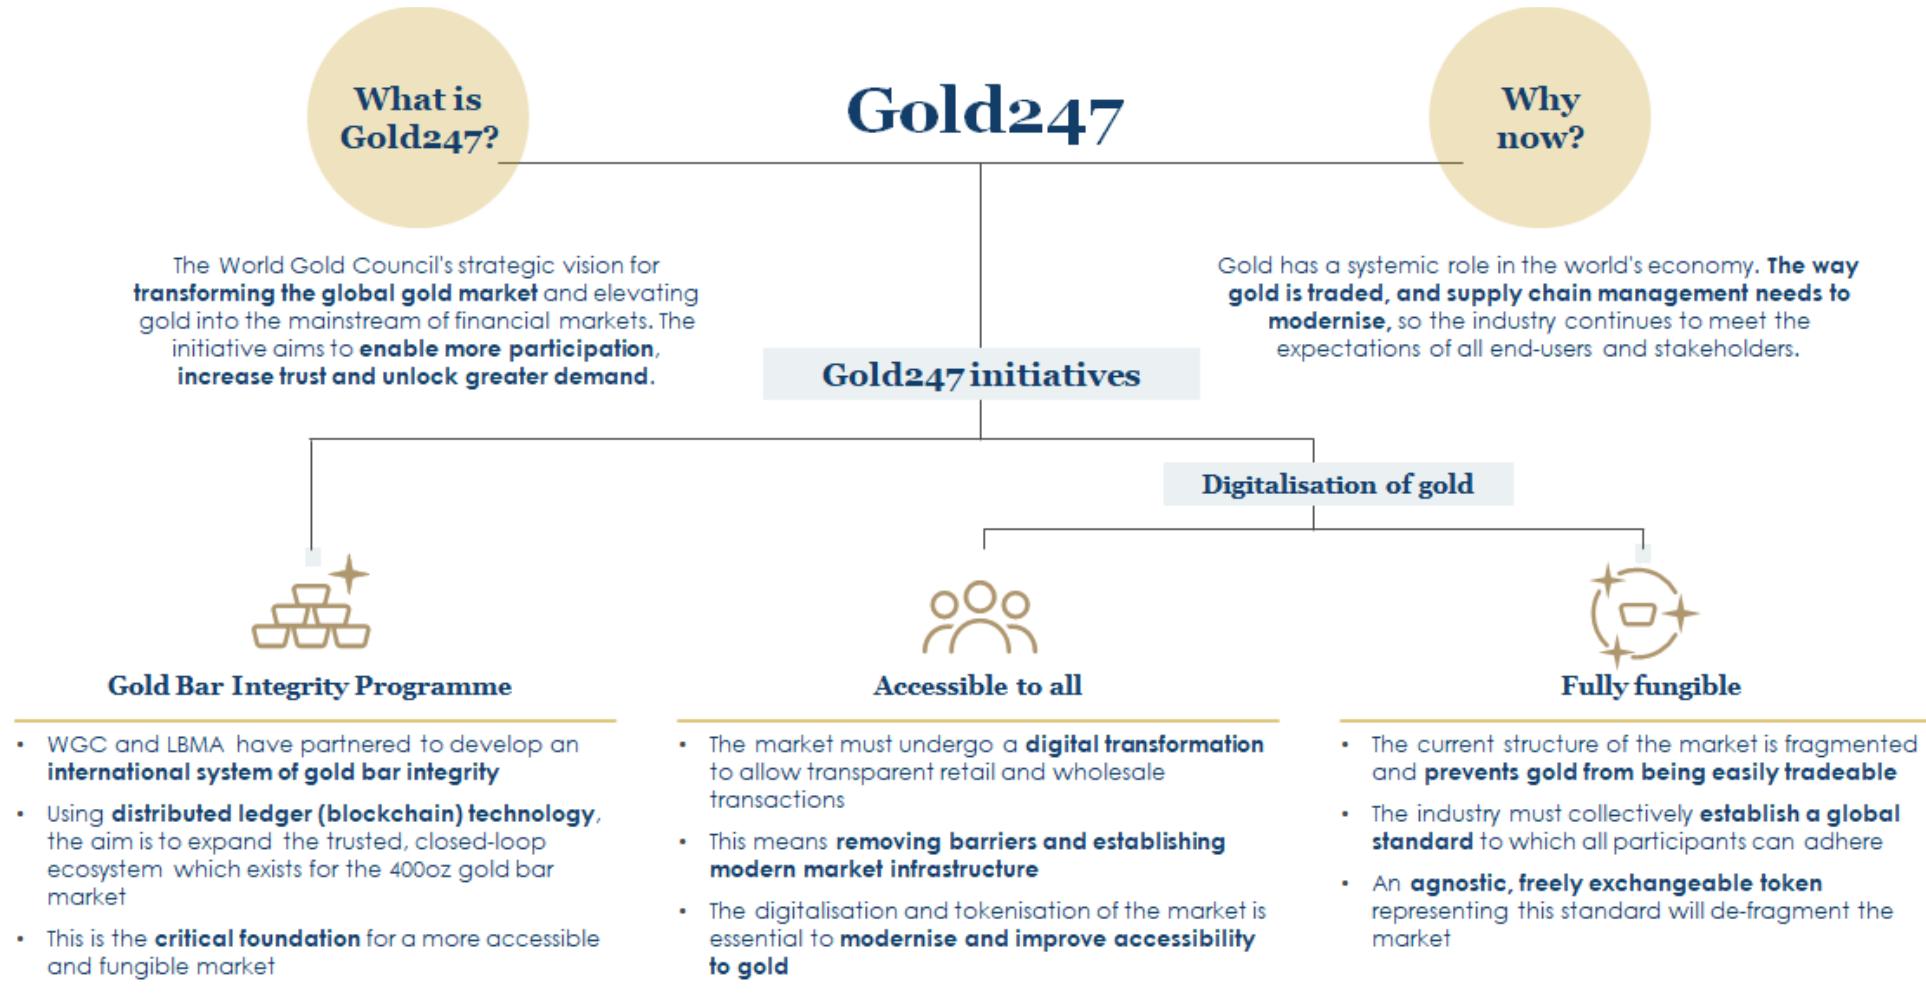 What is
Gold247?
Gold247
Why
now?
The World Gold Council's strategic vision for
transforming the global gold market and elevating
gold into the mainstream of financial markets. The
initiative aims to enable more participation,
increase trust and unlock greater demand.
Gold has a systemic role in the world's economy. The way
gold is traded, and supply chain management needs to
modernise, so the industry continues to meet the
expectations of all end-users and stakeholders.
Gold247 initiatives
Digitalisation of gold
Gold Bar Integrity Programme
• WGC and LBMA have partnered to develop an
international system of gold bar integrity
• Using distributed ledger (blockchain) technology,
the aim is to expand the trusted, closed-loop
ecosystem which exists for the 400oz gold bar
market
• This is the critical foundation for a more accessible
and fungible market
Accessible to all
• The market must undergo a digital transformation
to allow transparent retail and wholesale
transactions
• This means removing barriers and establishing
modern market infrastructure
• The digitalisation and tokenisation of the market is
essential to modernise and improve accessibility
to gold
Fully fungible
• The current structure of the market is fragmented
and prevents gold from being easily tradeable
• The industry must collectively establish a global
standard to which all participants can adhere
• An agnostic, freely exchangeable token
representing this standard will de-fragment the
market